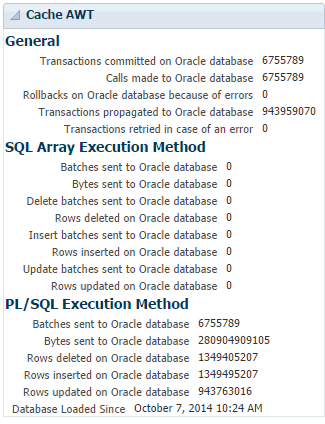 Cache AWT
General
Transactions committed on Oracle database 6755789
Calls made to Oracle database 6755789
Rollbacks on Oracle database because of errors 0
Transactions propagated to Oracle database 943959070
Transactions retried in case of an error 0
SQL Array Execution Method
Batches sent to Oracle database 0
Bytes sent to Oracle database 0
Delete batches sent to Oracle database 0
Rows deleted on Oracle database 0
Insert batches sent to Oracle database 0
Rows inserted on Oracle database 0
Update batches sent to Oracle database 0
Rows updated on Oracle database 0
PL/SQL Execution Method
Batches sent to Oracle database 6755789
Bytes sent to Oracle database 280904909105
Rows deleted on Oracle database 1349405207
Rows inserted on Oracle database 1349495207
Rows updated on Oracle database 943763016
Database Loaded Since October 7, 2014 10:24 AM